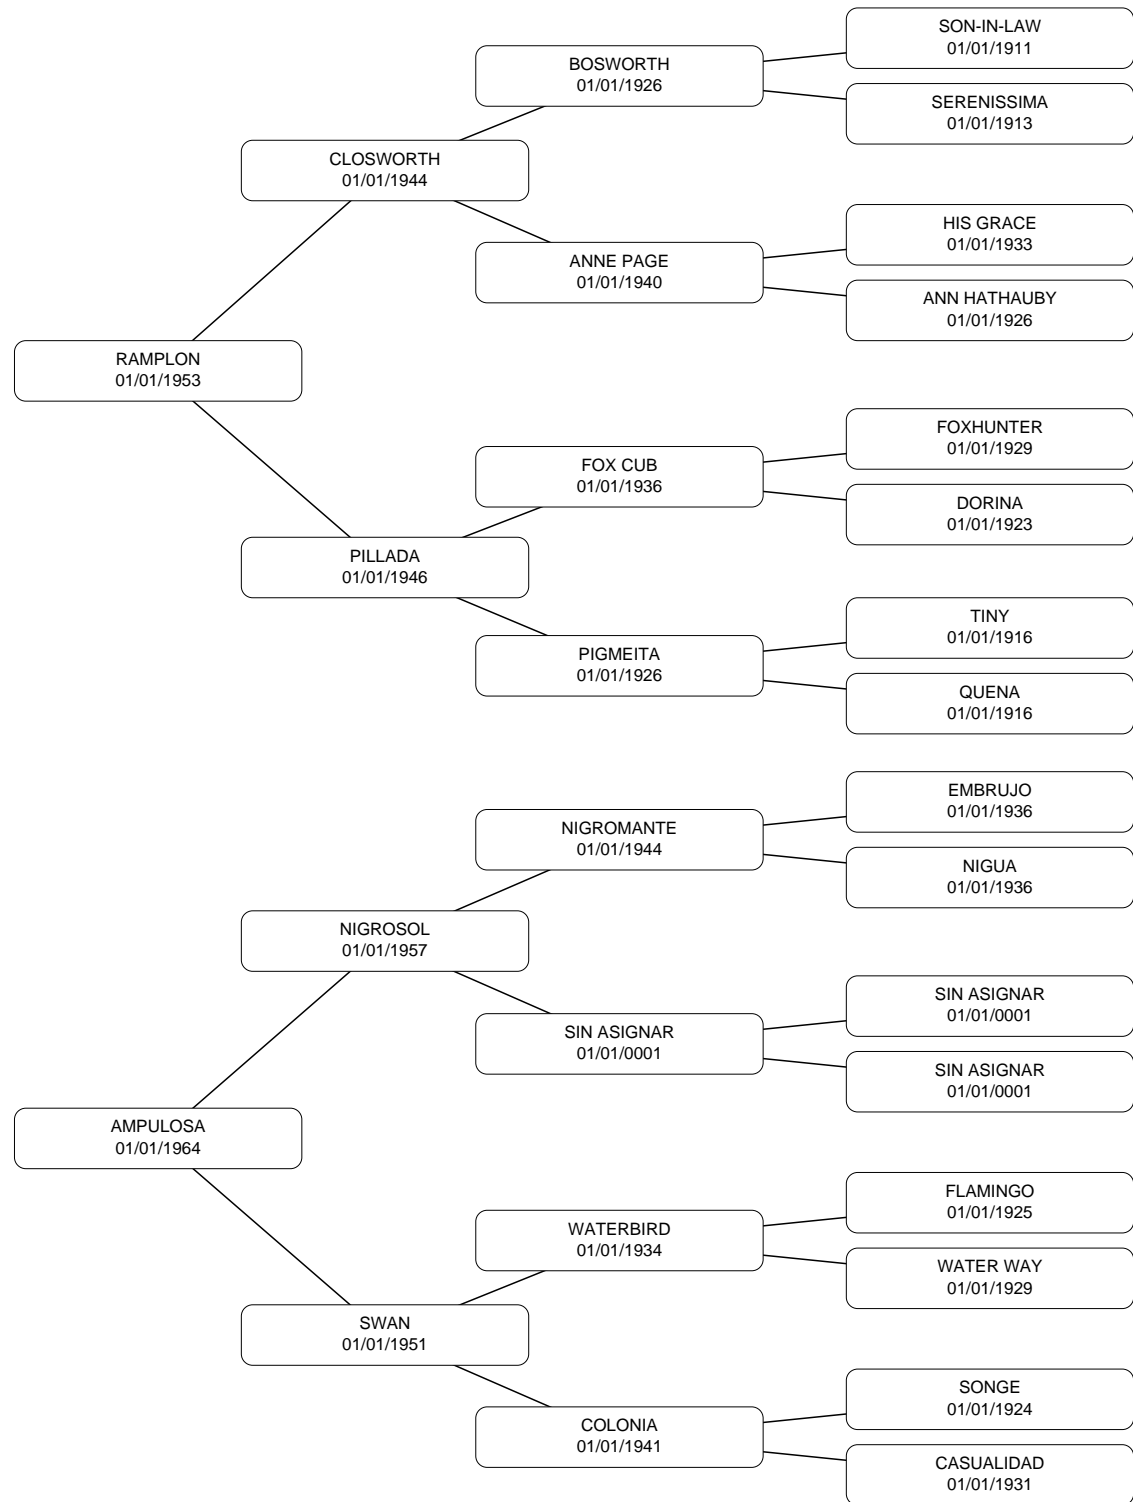 SON-IN-LAW
01/01/1911
BOSWORTH
01/01/1926
SERENISSIMA
01/01/1913
CLOSWORTH
01/01/1944
HIS GRACE
01/01/1933
ANNE PAGE
01/01/1940
ANN HATHAUBY
01/01/1926
RAMPLON
01/01/1953
FOXHUNTER
01/01/1929
FOX CUB
01/01/1936
DORINA
01/01/1923
PILLADA
01/01/1946
TINY
01/01/1916
PIGMEITA
01/01/1926
QUENA
01/01/1916
EMBRUJO
01/01/1936
NIGROMANTE
01/01/1944
NIGUA
01/01/1936
NIGROSOL
01/01/1957
SIN ASIGNAR
01/01/0001
SIN ASIGNAR
01/01/0001
SIN ASIGNAR
01/01/0001
AMPULOSA
01/01/1964
FLAMINGO
01/01/1925
WATERBIRD
01/01/1934
WATER WAY
01/01/1929
SWAN
01/01/1951
SONGE
01/01/1924
COLONIA
01/01/1941
CASUALIDAD
01/01/1931